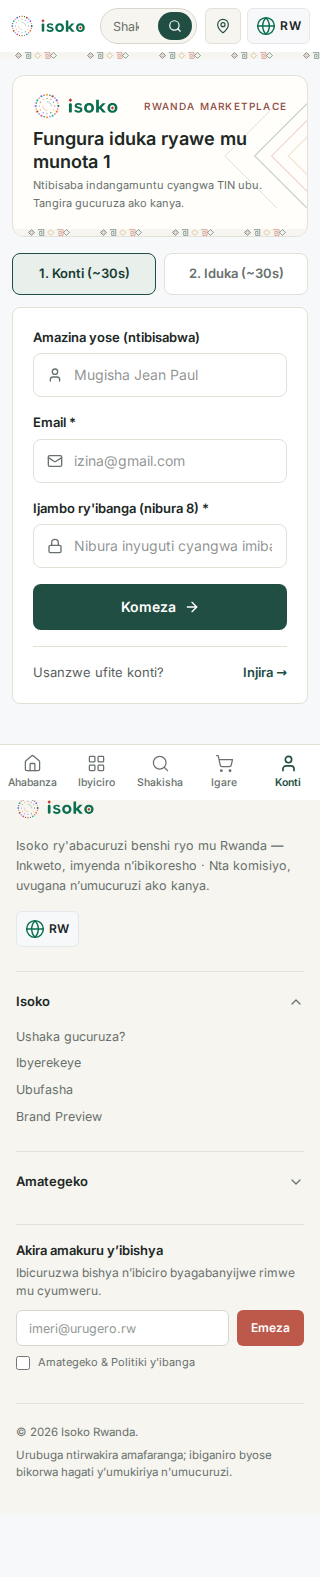 isoko
Shak
RW
isoko
RWANDA MARKETPLACE
Fungura iduka ryawe mu
munota 1
Ntibisaba indangamuntu cyangwa TIN ubu.
Tangira gucuruza ako kanya.
1. Konti (~30s)
2. Iduka (~30s)
Amazina yose (ntibisabwa)
Mugisha Jean Paul
Email *
izina@gmail.com
Ijambo ry'ibanga (nibura 8) *
Nibura inyuguti cyangwa imiba
Komeza →
Usanzwe ufite konti?
Injira →
Ahabanza
Ibyiciro
Shakisha
Igare
Konti
isoko
Isoko ry'abacuruzi benshi ryo mu Rwanda —
Inkweto, imyenda n'ibikoresho · Nta komisiyo,
uvugana n'umucuruzi ako kanya.
RW
Isoko
Ushaka gucuruza?
Ibyerekeye
Ubufasha
Brand Preview
Amategeko
Akira amakuru y'ibishya
Ibicuruzwa bishya n'ibiciro byagabanyijwe rimwe
mu cyumweru.
imeri@urugero.rw
Emeza
Amategeko & Politiki y'ibanga
© 2026 Isoko Rwanda.
Urubuga ntirwakira amafaranga; ibiganiro byose
bikorwa hagati y'umukiriya n'umucuruzi.